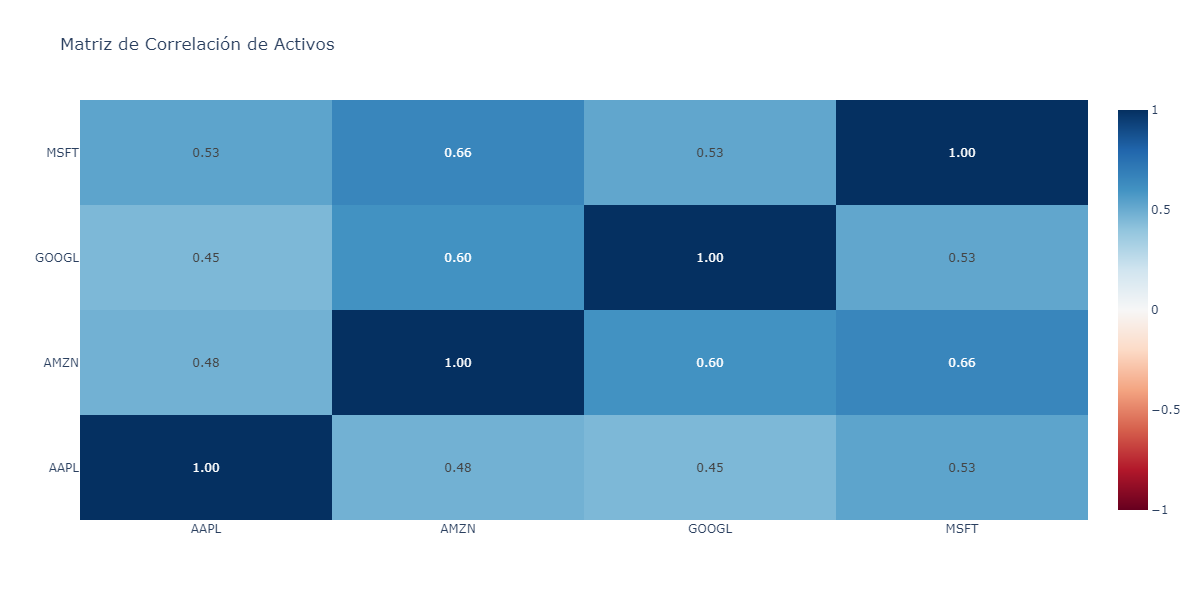 Matriz de Correlación de Activos
MSFT 0.53 0.66 0.53 1.00
GOOGL 0.45 0.60 1.00 0.53
AMZN 0.48 1.00 0.60 0.66
AAPL 1.00 0.48 0.45 0.53
AAPL AMZN GOOGL MSFT
1
0.5
0
−0.5
−1